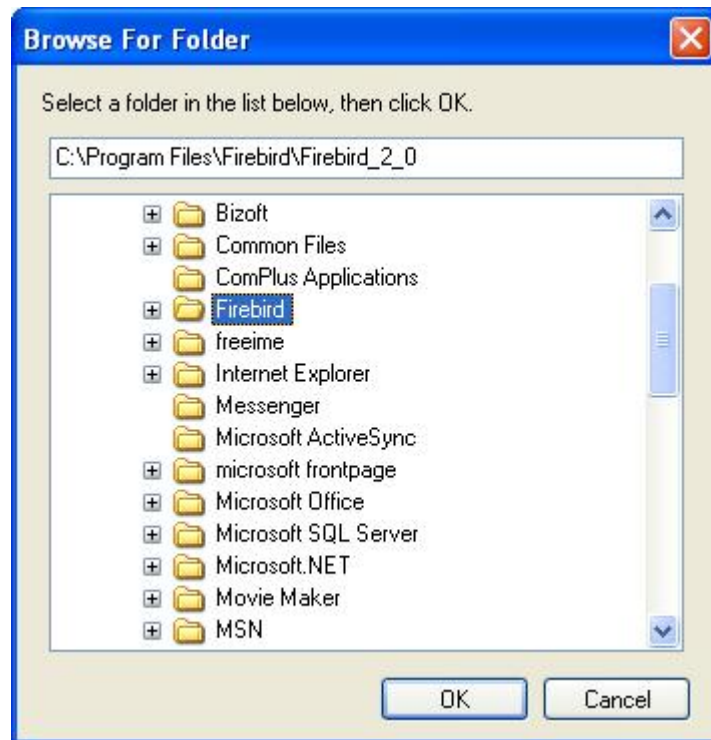 Browse For Folder
Select a folder in the list below, then click OK.
C:\Program Files\Firebird\Firebird_2_0
Bizoft
Common Files
ComPlus Applications
Firebird
freeime
Internet Explorer
Messenger
Microsoft ActiveSync
microsoft frontpage
Microsoft Office
Microsoft SQL Server
Microsoft.NET
Movie Maker
MSN
OK Cancel